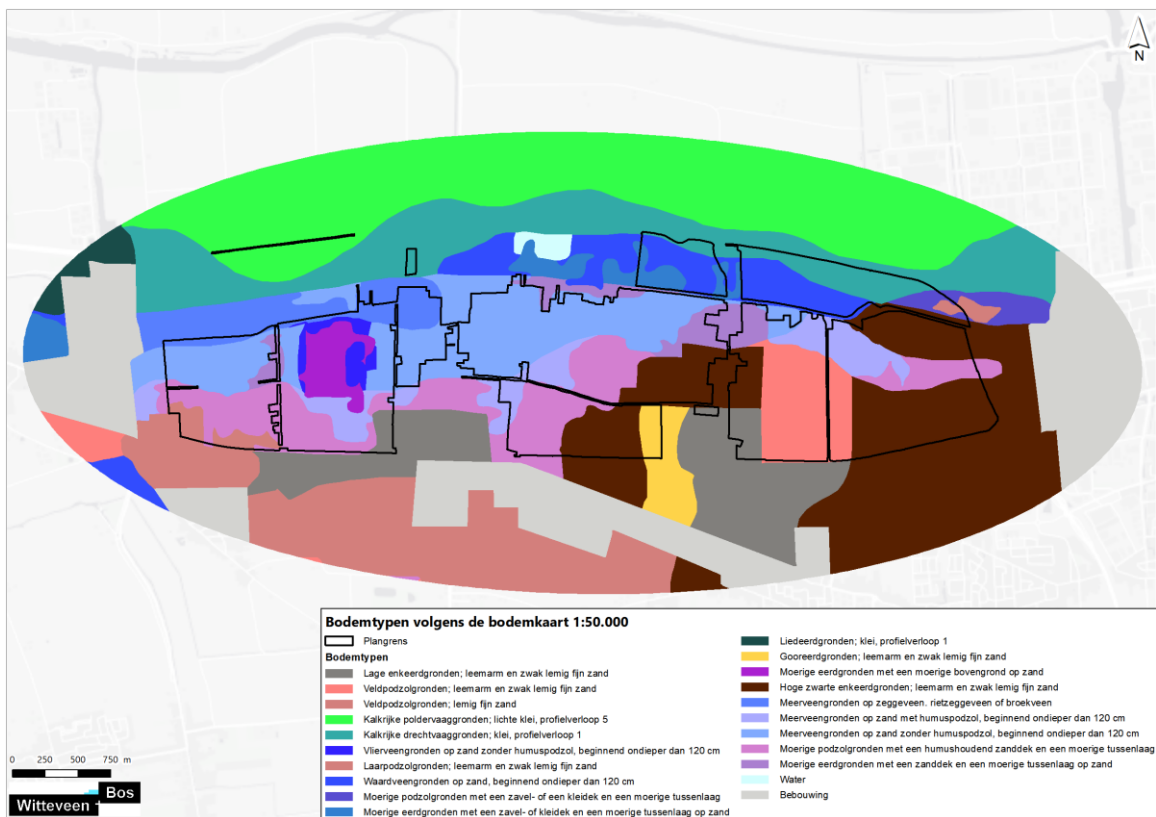 N
Bodemtypen volgens de bodemkaart 1:50.000
Plangrens
Bodemtypen
Lage enkeerdgronden; leemarm en zwak lemig fijn zand
Veldpodzolgronden; leemarm en zwak lemig fijn zand
Veldpodzolgronden; lemig fijn zand
Kalkrijke poldervaaggronden; lichte klei, profielverloop 5
Kalkrijke drechtvaaggronden; klei, profielverloop 1
Vlierveengronden op zand zonder humuspodzol, beginnend ondieper dan 120 cm
Laarpodzolgronden; leemarm en zwak lemig fijn zand
Waardveengronden op zand, beginnend ondieper dan 120 cm
Moerige podzolgronden met een zavel- of een kleidek en een moerige tussenlaag
Moerige eerdgronden met een zavel- of kleidek en een moerige tussenlaag op zand
Liedeerdgronden; klei, profielverloop 1
Gooreerdgronden; leemarm en zwak lemig fijn zand
Moerige eerdgronden met een moerige bovengrond op zand
Hoge zwarte enkeerdgronden; leemarm en zwak lemig fijn zand
Meerveengronden op zeggeveen. rietzeggeveen of broekveen
Meerveengronden op zand met humuspodzol, beginnend ondieper dan 120 cm
Meerveengronden op zand zonder humuspodzol, beginnend ondieper dan 120 cm
Moerige podzolgronden met een humushoudend zanddek en een moerige tussenlaag
Moerige eerdgronden met een zanddek en een moerige tussenlaag op zand
Water
Bebouwing
0 250 500 750 m
Witteveen + Bos